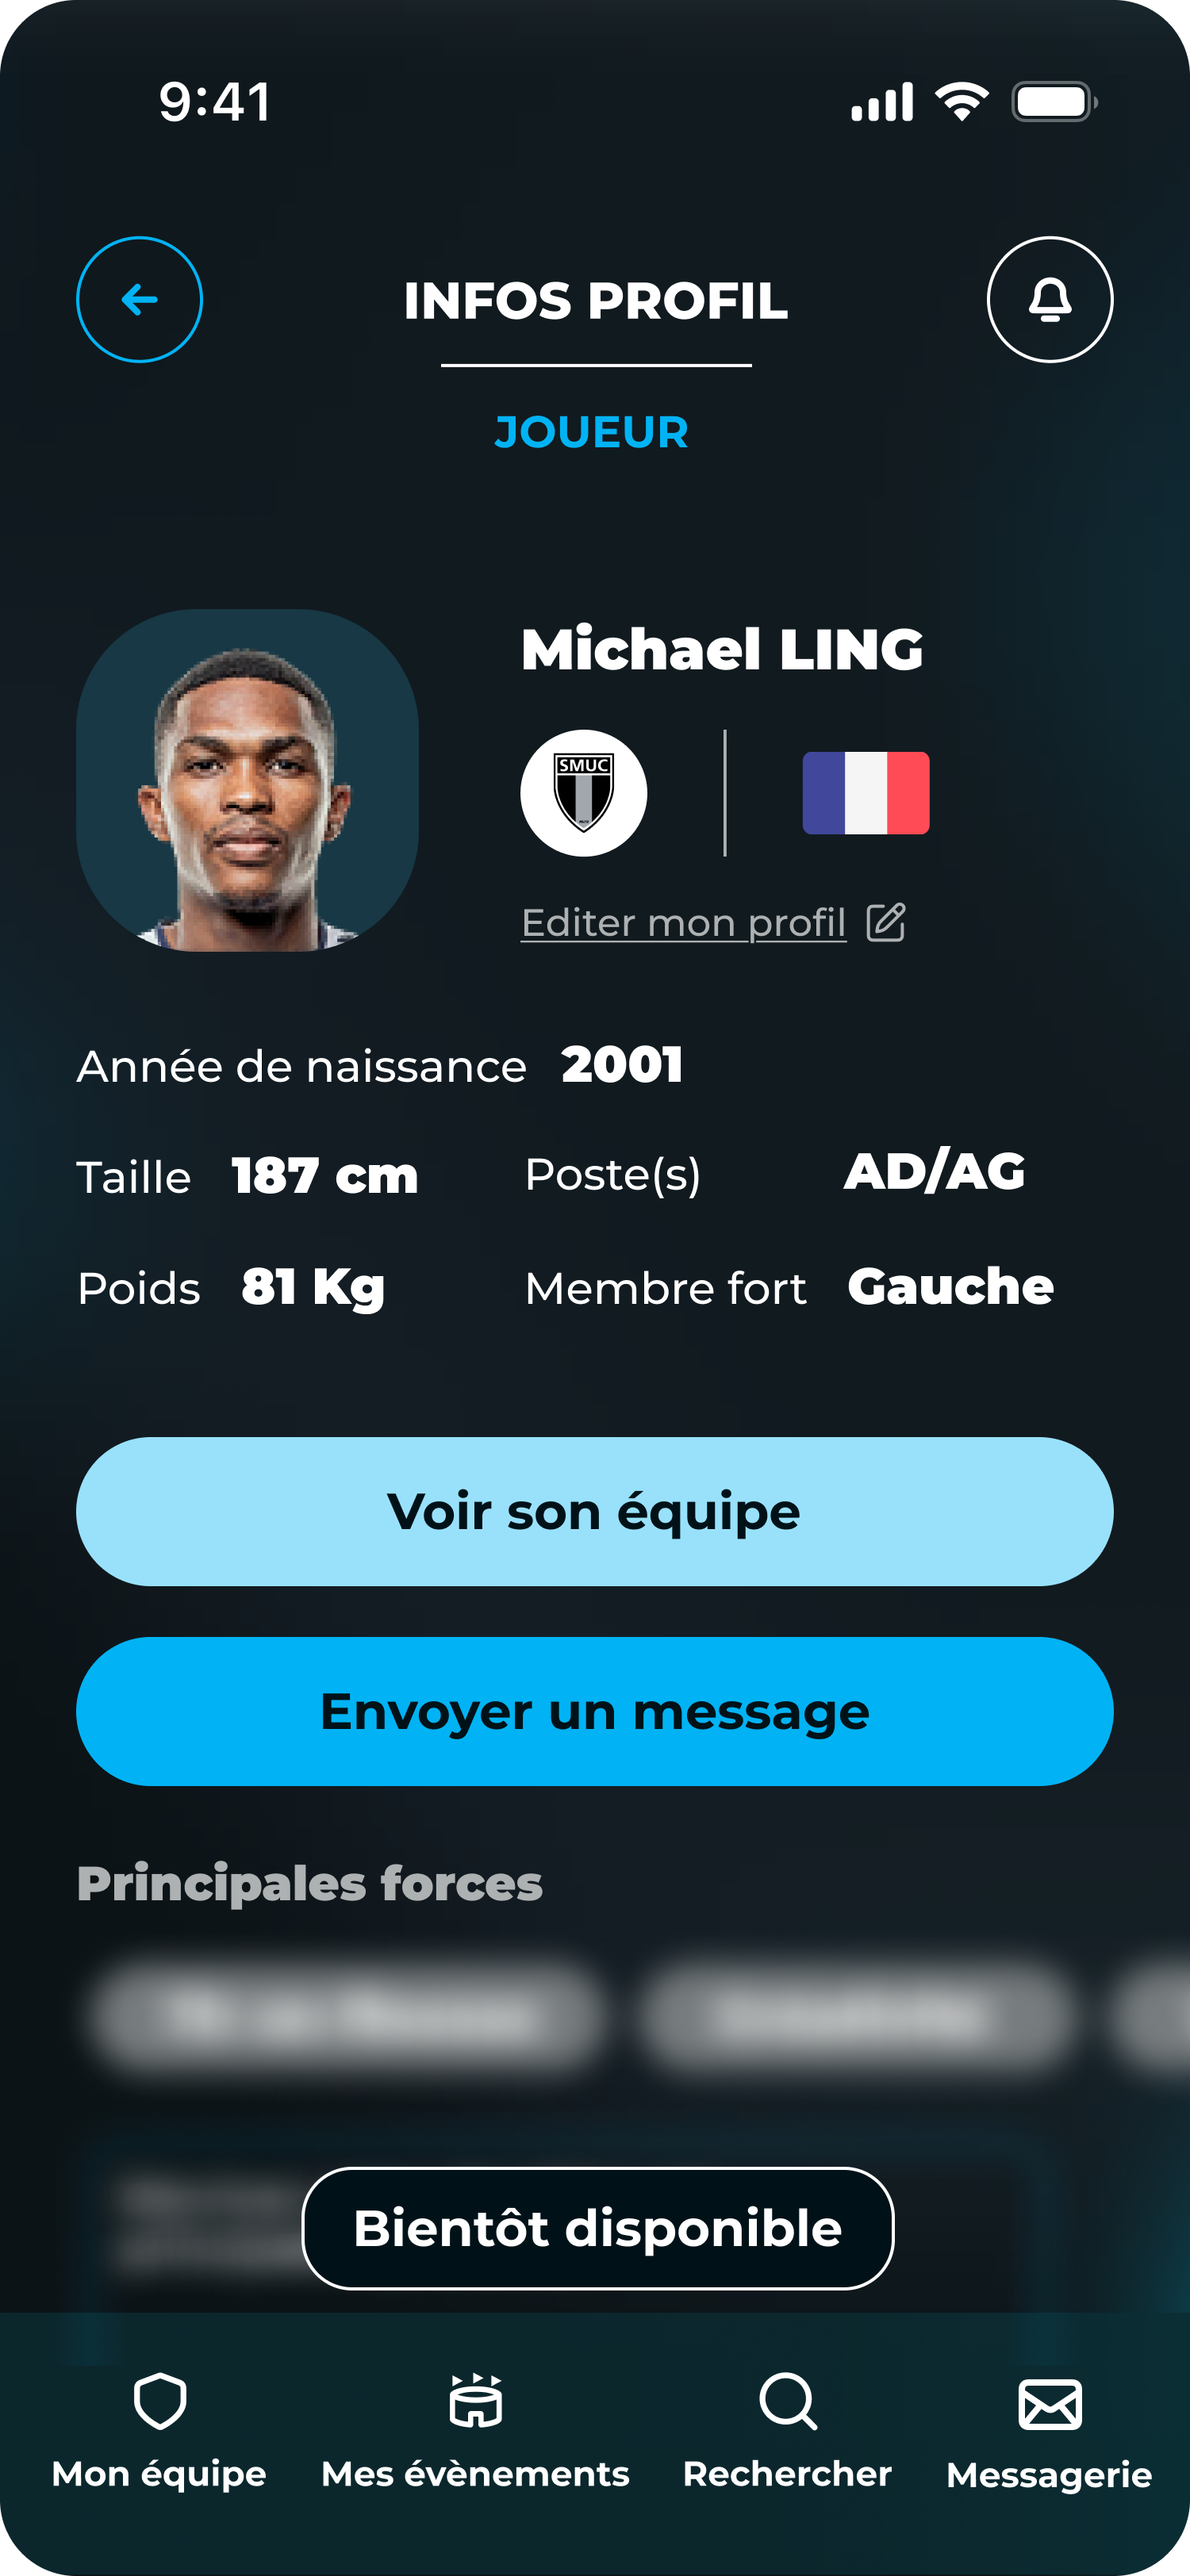 9:41
INFOS PROFIL
JOUEUR
Michael LING
SMUC
Editer mon profil
Année de naissance 2001
Taille 187 cm Poste(s) AD/AG
Poids 81 Kg Membre fort Gauche
Voir son équipe
Envoyer un message
Principales forces
Bientôt disponible
Mon équipe Mes évènements Rechercher Messagerie